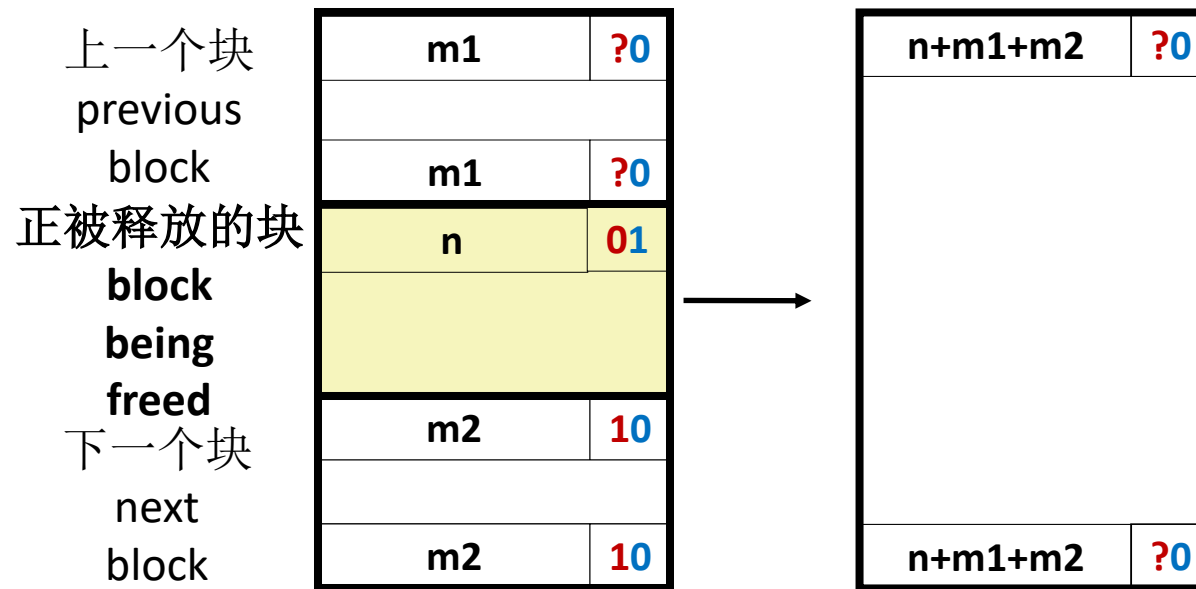 上一个块
previous
block
正被释放的块
block
being
freed
下一个块
next
block
m1 ?0
m1 ?0
n 01
m2 10
m2 10
n+m1+m2 ?0
n+m1+m2 ?0